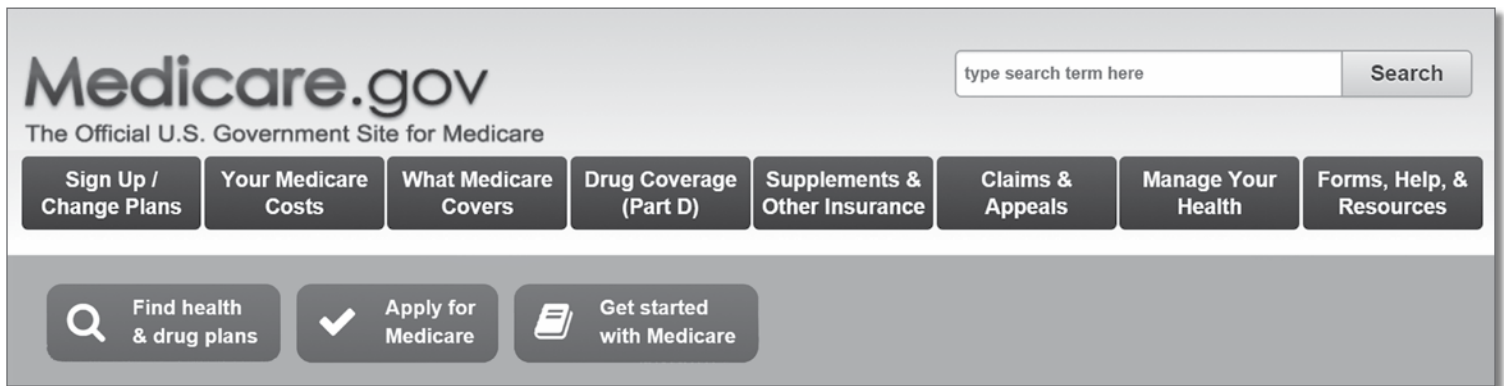 Medicare.gov
The Official U.S. Government Site for Medicare
type search term here
Search
Sign Up /
Change Plans
Your Medicare
Costs
What Medicare
Covers
Drug Coverage
(Part D)
Supplements &
Other Insurance
Claims &
Appeals
Manage Your
Health
Forms, Help, &
Resources
Find health
& drug plans
Apply for
Medicare
Get started
with Medicare